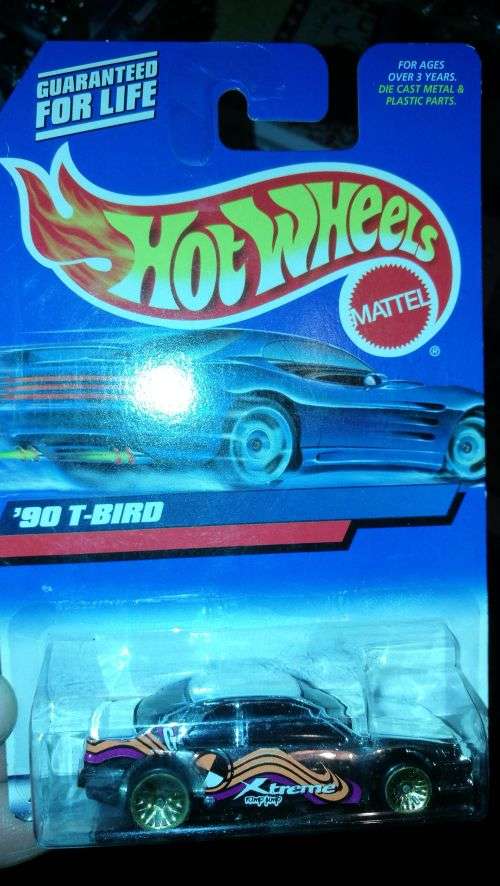 GUARANTEED
FOR LIFE
FOR AGES
OVER 3 YEARS.
DIE CAST METAL &
PLASTIC PARTS.
HOT WHEELS
MATTEL
®
'90 T-BIRD
Xtreme